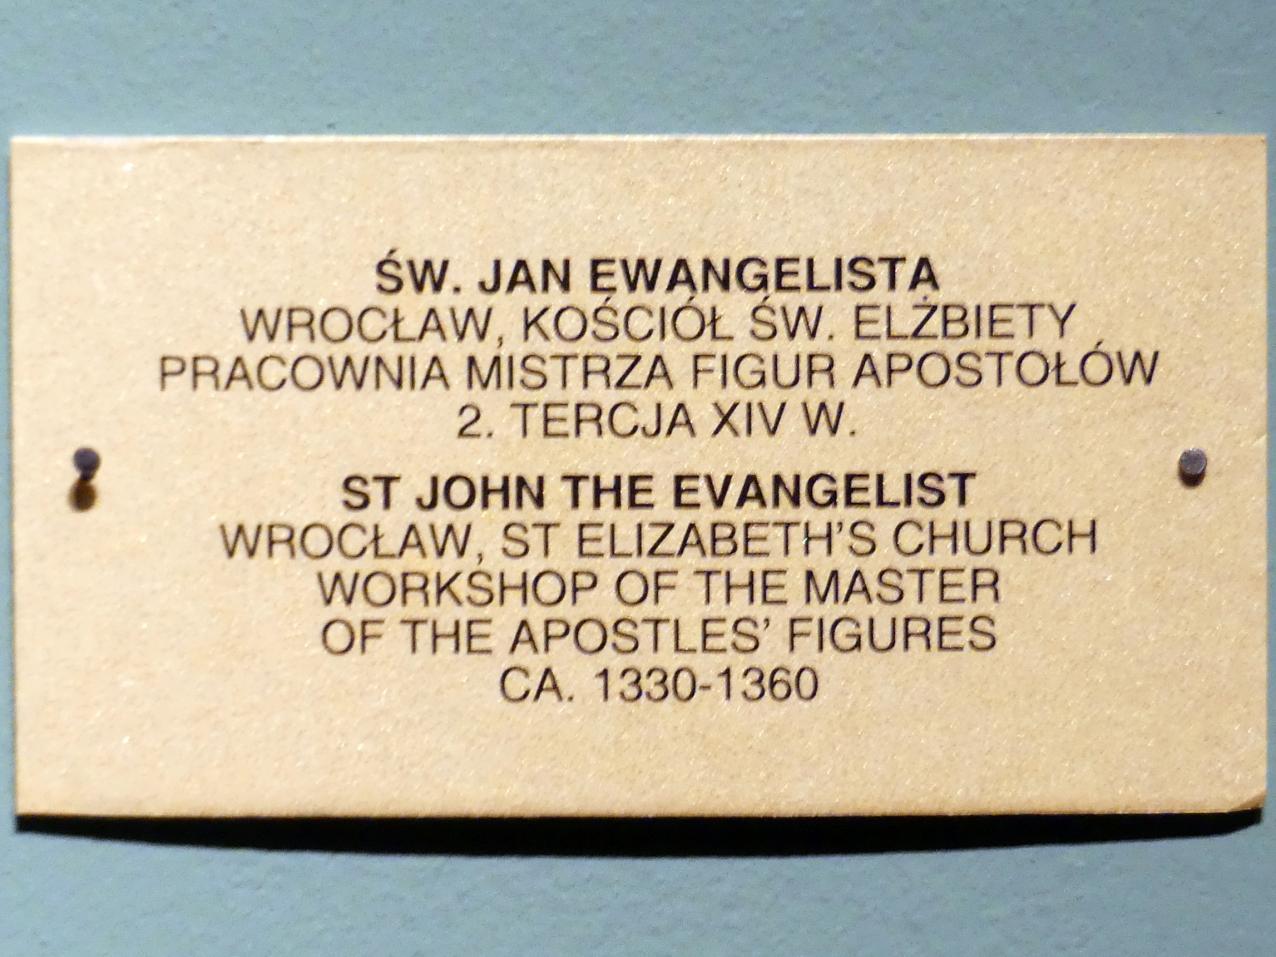 ŚW. JAN EWANGELISTA
WROCŁAW, KOŚCIÓŁ ŚW. ELŻBIETY
PRACOWNIA MISTRZA FIGUR APOSTOŁÓW
2. TERCJA XIV W.
ST JOHN THE EVANGELIST
WROCŁAW, ST ELIZABETH'S CHURCH
WORKSHOP OF THE MASTER
OF THE APOSTLES' FIGURES
CA. 1330-1360